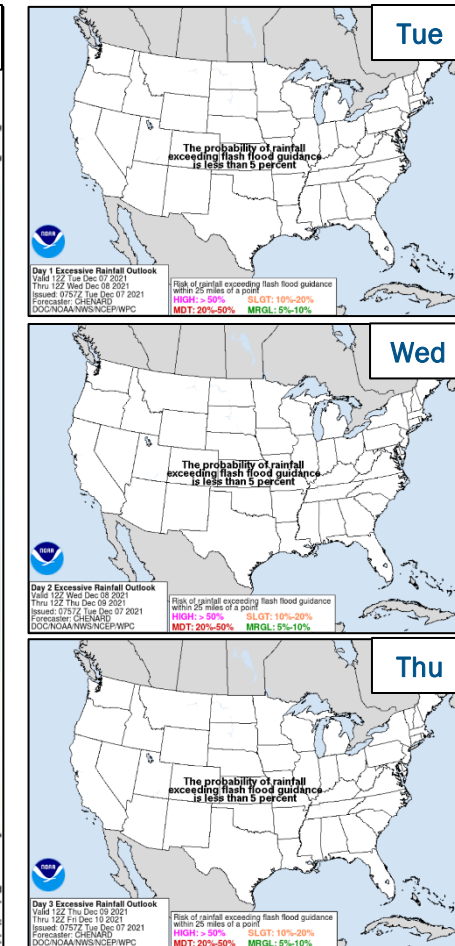 Tue
The probability of rainfall
exceeding flash flood guidance
is less than 5 percent
NOAA
Day 1 Excessive Rainfall Outlook
Valid 12Z Tue Dec 07 2021
Thru 12Z Wed Dec 08 2021
Issued: 0757Z Tue Dec 07 2021
Forecaster: CHENARD
DOC/NOAA/NWS/NCEP/WPC
Risk of rainfall exceeding flash flood guidance
within 25 miles of a point
HIGH: > 50% SLGT: 10%-20%
MDT: 20%-50% MRGL: 5%-10%
Wed
The probability of rainfall
exceeding flash flood guidance
is less than 5 percent
NOAA
Day 2 Excessive Rainfall Outlook
Valid 12Z Wed Dec 08 2021
Thru 12Z Thu Dec 09 2021
Issued: 0757Z Tue Dec 07 2021
Forecaster: CHENARD
DOC/NOAA/NWS/NCEP/WPC
Risk of rainfall exceeding flash flood guidance
within 25 miles of a point
HIGH: > 50% SLGT: 10%-20%
MDT: 20%-50% MRGL: 5%-10%
Thu
The probability of rainfall
exceeding flash flood guidance
is less than 5 percent
NOAA
Day 3 Excessive Rainfall Outlook
Valid 12Z Thu Dec 09 2021
Thru 12Z Fri Dec 10 2021
Issued: 0757Z Tue Dec 07 2021
Forecaster: CHENARD
DOC/NOAA/NWS/NCEP/WPC
Risk of rainfall exceeding flash flood guidance
within 25 miles of a point
HIGH: > 50% SLGT: 10%-20%
MDT: 20%-50% MRGL: 5%-10%